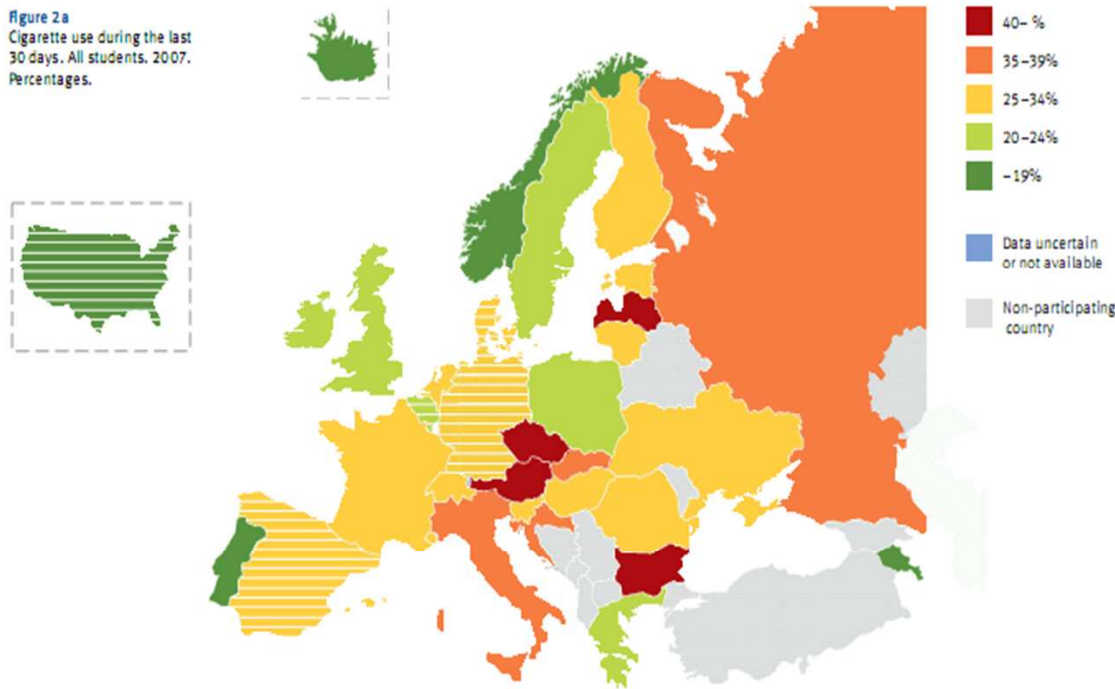 Figure 2a
Cigarette use during the last
30 days. All students. 2007.
Percentages.
40– %
35–39%
25–34%
20–24%
–19%
Data uncertain
or not available
Non-participating
country